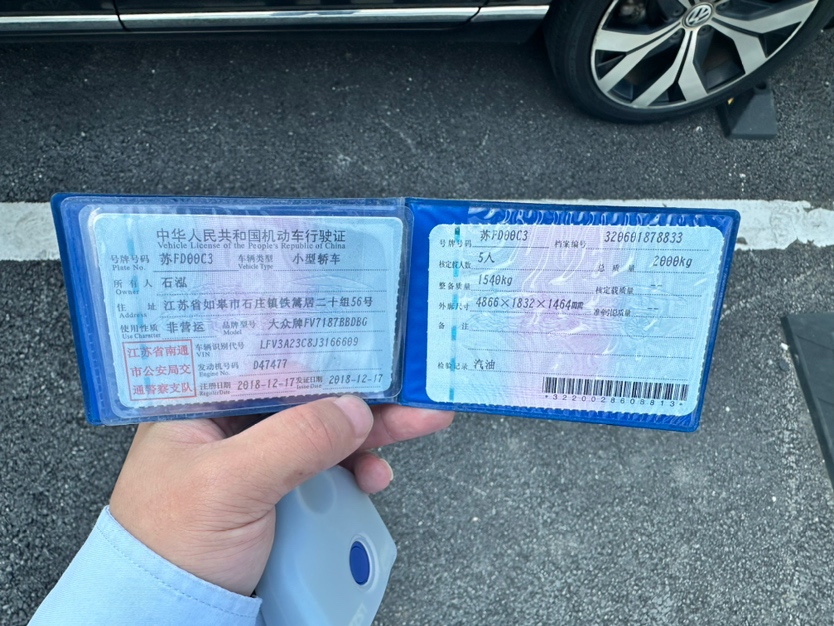 中华人民共和国机动车行驶证
Vehicle License of the People's Republic of China
号牌号码 苏FD00C3 车辆类型 小型轿车
Plate No. Vehicle Type
所有人 石泓
Owner
住址 江苏省如皋市石庄镇铁篱居二十组56号
Address
使用性质 非营运 品牌型号 大众牌FV7187BBDBG
Use Character Model
江苏省南通
市公安局交
通警察支队
车辆识别代号 LFV3A23C8J3166609
VIN
发动机号码 D47477
Engine No.
注册日期 2018-12-17 发证日期 2018-12-17
Register Date Issue Date
号牌号码 苏FD00C3 档案编号 320601878833
核定载人数 5人 总质量 2000kg
整备质量 1540kg 核定载质量 --
外廓尺寸 4866×1832×1464mm 准牵引总质量 --
备注
检验记录 汽油
*3220028608813*